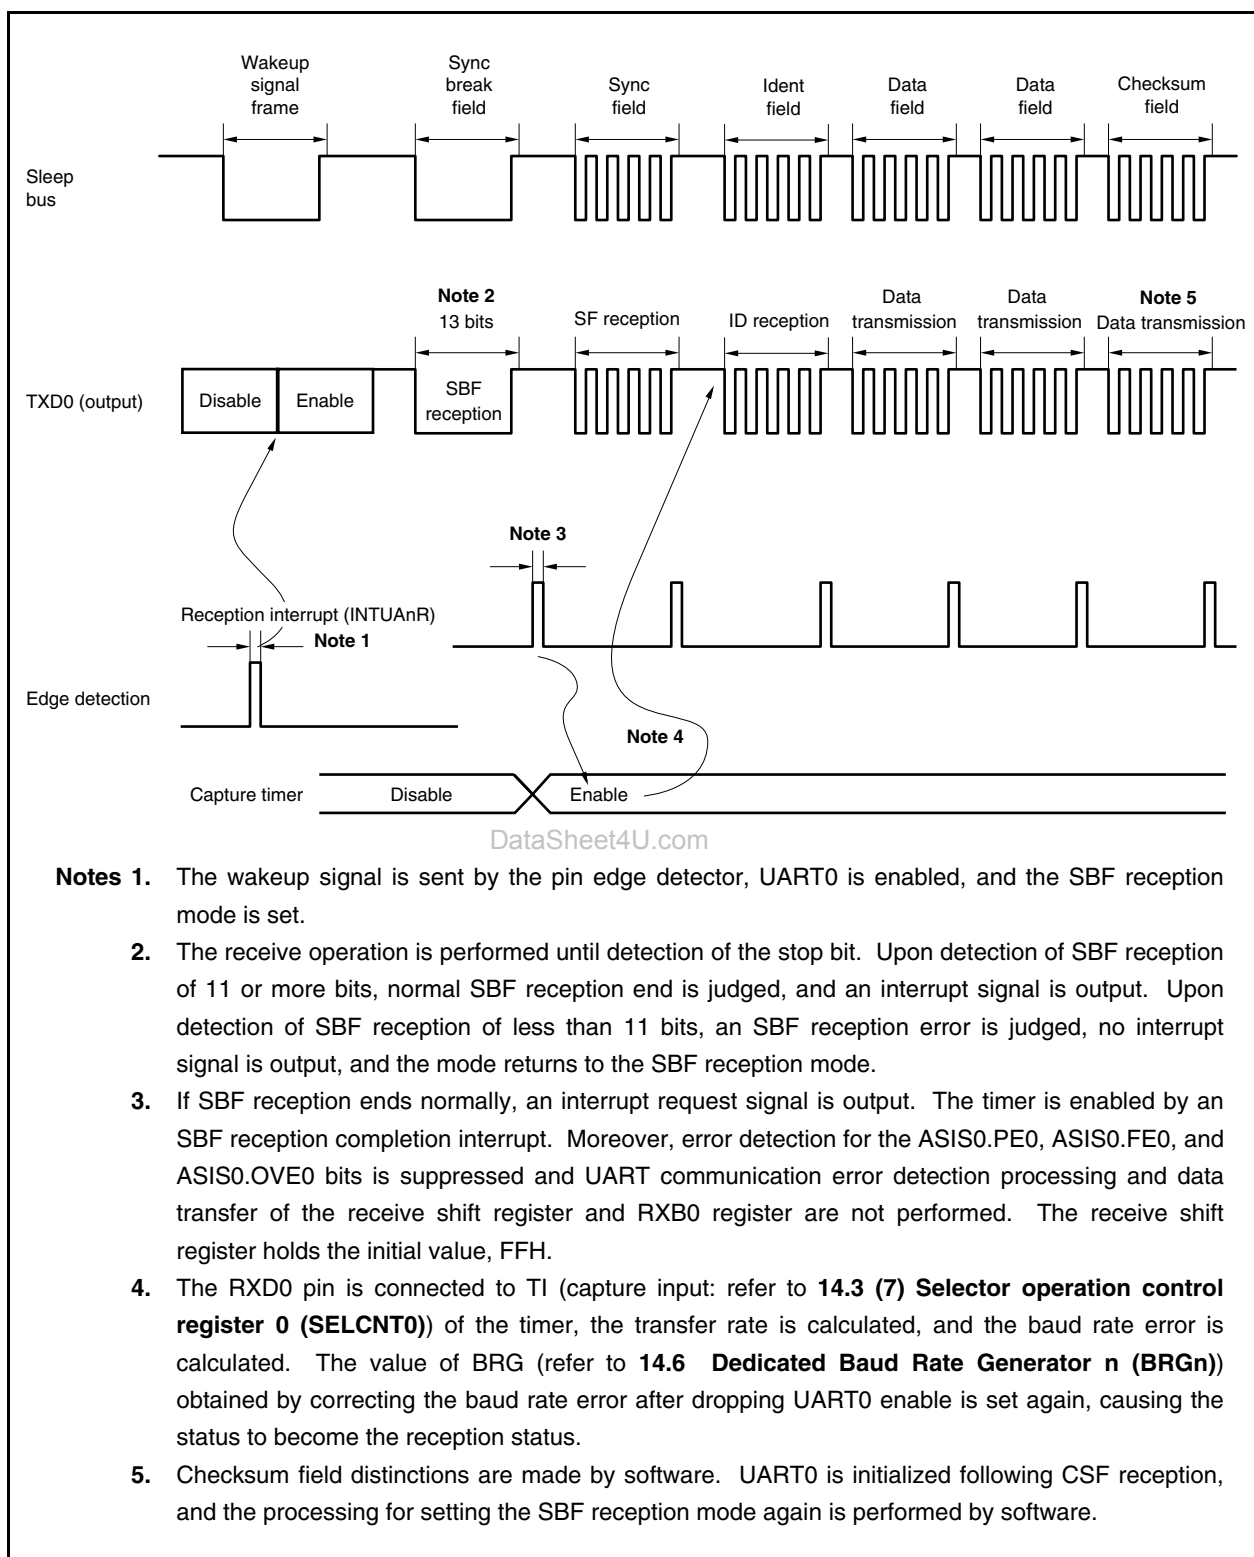 Wakeup
signal
frame
Sync
break
field
Sync
field
Ident
field
Data
field
Data
field
Checksum
field
Sleep
bus
Note 2
13 bits
SF reception
ID reception
Data
transmission
Data
transmission
Note 5
Data transmission
TXD0 (output)
Disable
Enable
SBF
reception
Note 3
Reception interrupt (INTUAnR)
Note 1
Edge detection
Note 4
Capture timer
Disable
Enable
DataSheet4U.com
Notes 1. The wakeup signal is sent by the pin edge detector, UART0 is enabled, and the SBF reception
mode is set.
2. The receive operation is performed until detection of the stop bit. Upon detection of SBF reception
of 11 or more bits, normal SBF reception end is judged, and an interrupt signal is output. Upon
detection of SBF reception of less than 11 bits, an SBF reception error is judged, no interrupt
signal is output, and the mode returns to the SBF reception mode.
3. If SBF reception ends normally, an interrupt request signal is output. The timer is enabled by an
SBF reception completion interrupt. Moreover, error detection for the ASIS0.PE0, ASIS0.FE0, and
ASIS0.OVE0 bits is suppressed and UART communication error detection processing and data
transfer of the receive shift register and RXB0 register are not performed. The receive shift
register holds the initial value, FFH.
4. The RXD0 pin is connected to TI (capture input: refer to 14.3 (7) Selector operation control
register 0 (SELCNT0)) of the timer, the transfer rate is calculated, and the baud rate error is
calculated. The value of BRG (refer to 14.6 Dedicated Baud Rate Generator n (BRGn))
obtained by correcting the baud rate error after dropping UART0 enable is set again, causing the
status to become the reception status.
5. Checksum field distinctions are made by software. UART0 is initialized following CSF reception,
and the processing for setting the SBF reception mode again is performed by software.